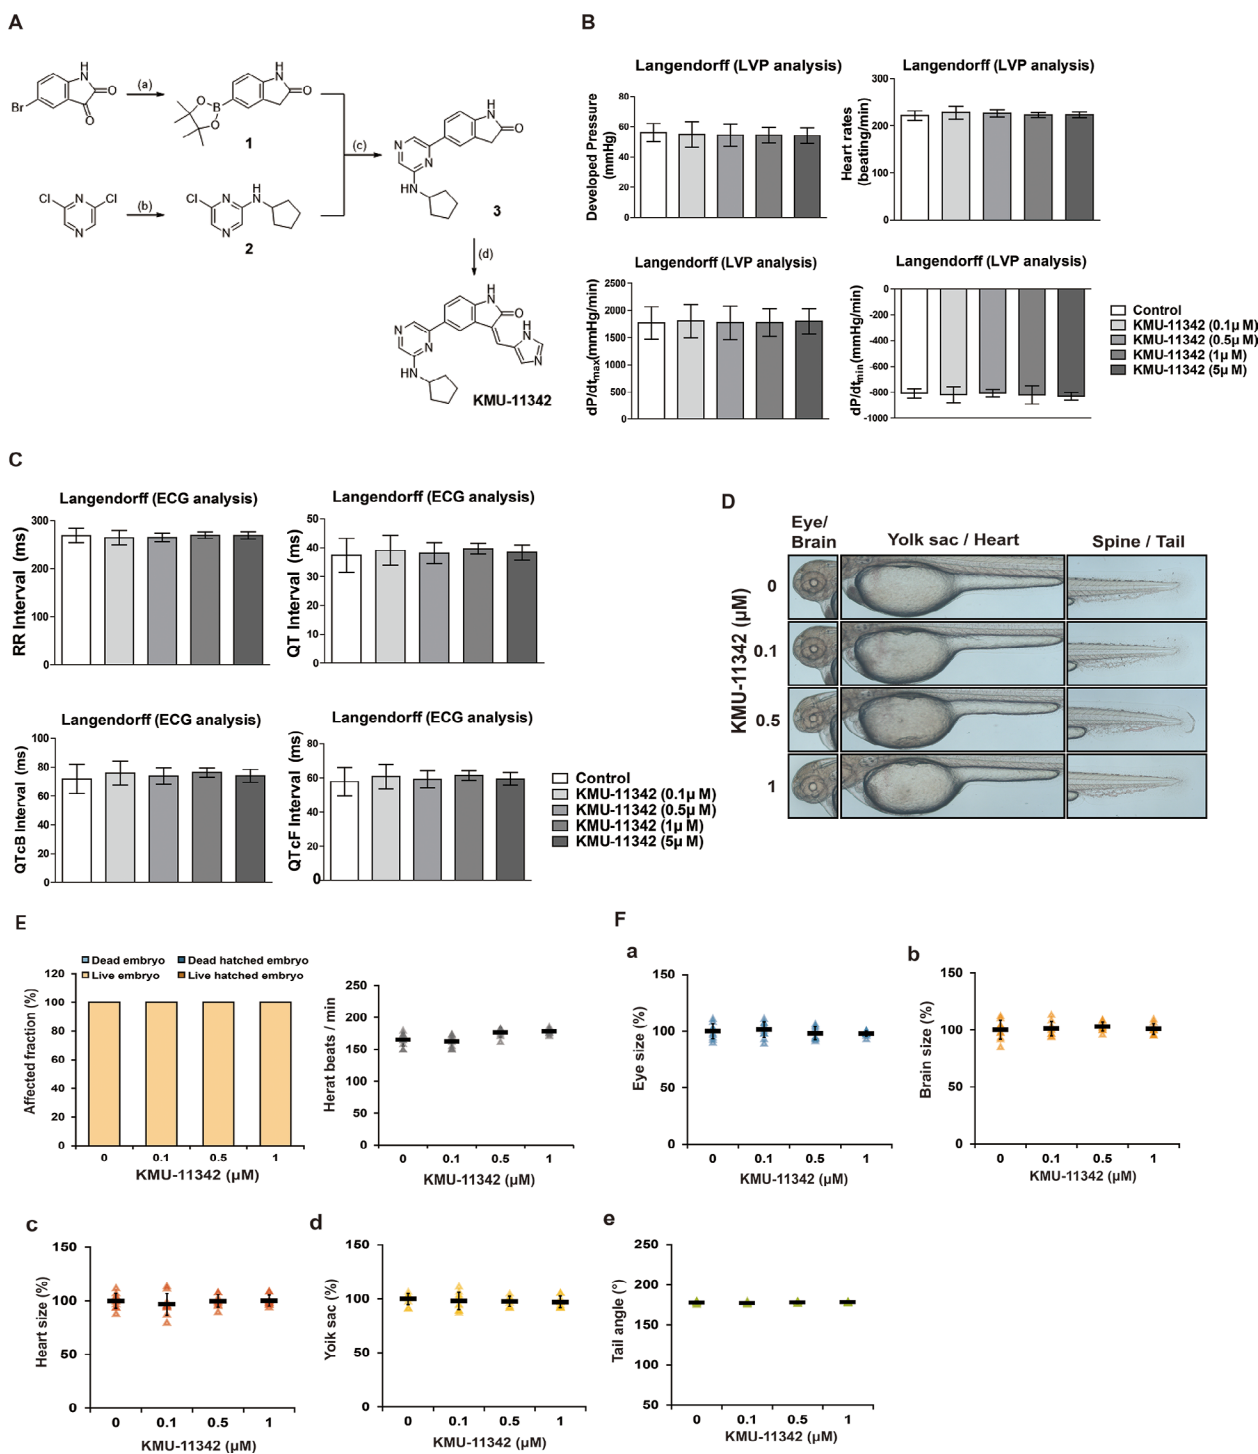 A
Br
N
H
O
O
(a)
O
O
B
H
N
O
1
Cl
N
Cl
N
(b)
Cl
N
H
N
N
2
(c)
H
N
O
N
N
HN
3
(d)
H
N
O
N
N
HN
H
N
N
KMU-11342
B
Langendorff (LVP analysis)
Developed Pressure
(mmHg)
80
60
40
20
0
Langendorff (LVP analysis)
Heart rates
(beating/min)
300
200
100
0
Langendorff (LVP analysis)
dP/dtmax(mmHg/min)
2500
2000
1500
1000
500
0
Langendorff (LVP analysis)
dP/dtmin(mmHg/min)
0
-200
-400
-600
-800
-1000
Control
KMU-11342 (0.1μ M)
KMU-11342 (0.5μ M)
KMU-11342 (1μ M)
KMU-11342 (5μ M)
C
Langendorff (ECG analysis)
RR Interval (ms)
300
200
100
0
Langendorff (ECG analysis)
QT Interval (ms)
50
40
30
20
10
0
Langendorff (ECG analysis)
QTcB Interval (ms)
100
80
60
40
20
0
Langendorff (ECG analysis)
QTcF Interval (ms)
80
60
40
20
0
Control
KMU-11342 (0.1μ M)
KMU-11342 (0.5μ M)
KMU-11342 (1μ M)
KMU-11342 (5μ M)
D
Eye/
Brain
Yolk sac / Heart
Spine / Tail
KMU-11342 (μM)
0
0.1
0.5
1
E
Dead embryo
Dead hatched embryo
Live embryo
Live hatched embryo
Affected fraction (%)
120
100
80
60
40
20
0
0 0.1 0.5 1
KMU-11342 (μM)
Herat beats / min
250
200
150
100
50
0
0 0.1 0.5 1
KMU-11342 (μM)
F
a
Eye size (%)
150
100
50
0
0 0.1 0.5 1
KMU-11342 (μM)
b
Brain size (%)
150
100
50
0
0 0.1 0.5 1
KMU-11342 (μM)
c
Heart size (%)
150
100
50
0
0 0.1 0.5 1
KMU-11342 (μM)
d
Yoik sac (%)
150
100
50
0
0 0.1 0.5 1
KMU-11342 (μM)
e
Tail angle (°)
250
200
150
100
50
0 0.1 0.5 1
KMU-11342 (μM)